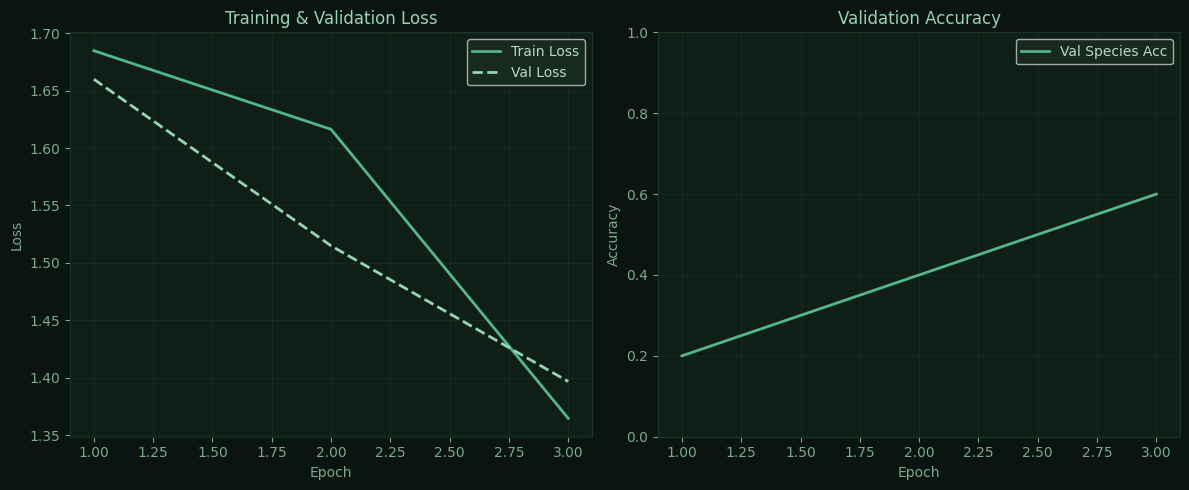 Training & Validation Loss
Train Loss
Val Loss
1.70
1.65
1.60
1.55
1.50
1.45
1.40
1.35
Loss
1.00 1.25 1.50 1.75 2.00 2.25 2.50 2.75 3.00
Epoch
Validation Accuracy
Val Species Acc
1.0
0.8
0.6
0.4
0.2
0.0
Accuracy
1.00 1.25 1.50 1.75 2.00 2.25 2.50 2.75 3.00
Epoch